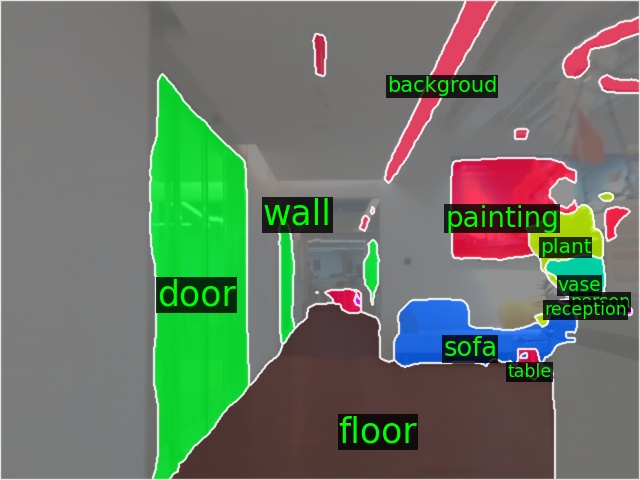 backgroud
wall
painting
plant
door
vase
person
reception
sofa
table
floor